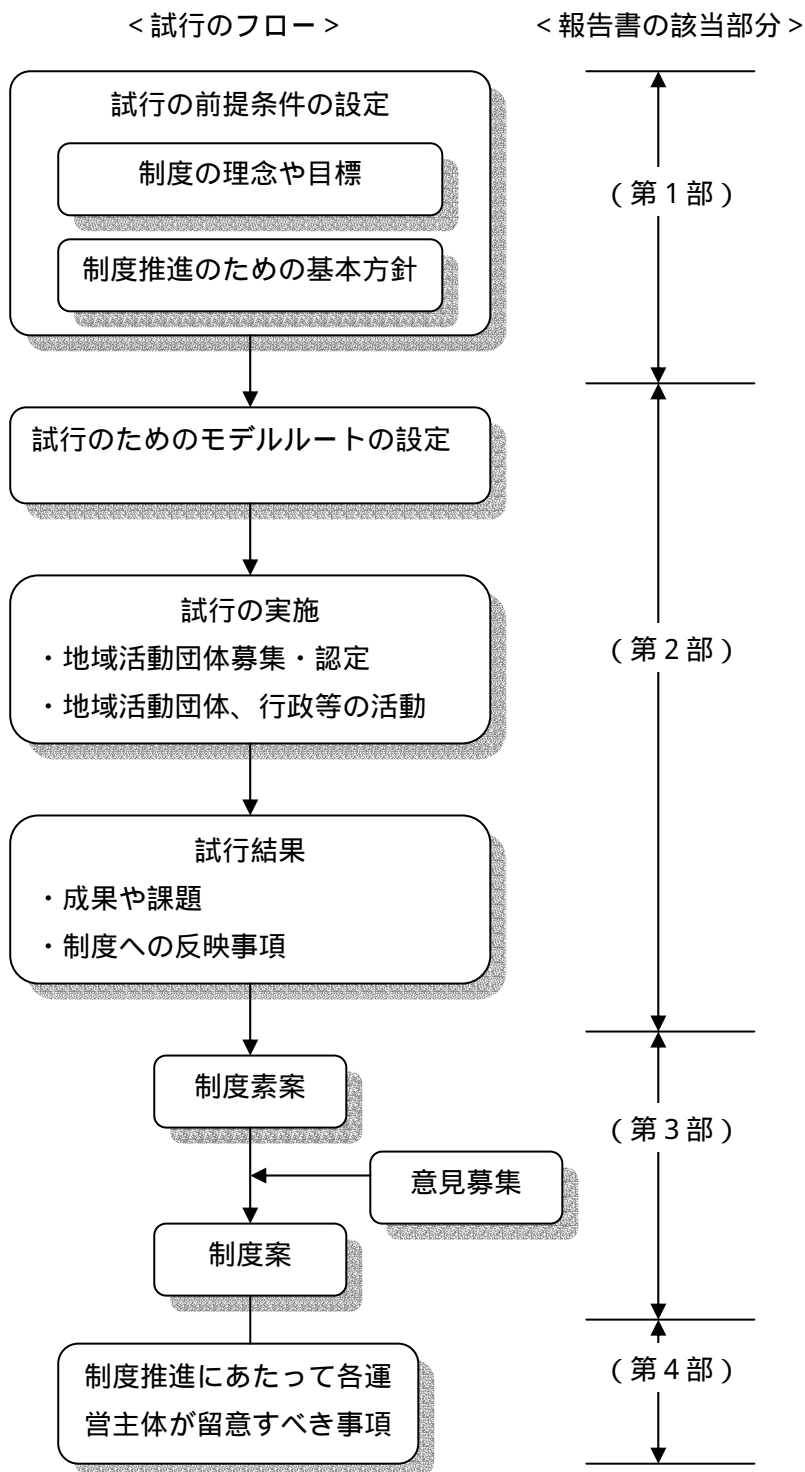 <試行のフロー>
<報告書の該当部分>
試行の前提条件の設定
制度の理念や目標
制度推進のための基本方針
(第1部)
試行のためのモデルルートの設定
試行の実施
・地域活動団体募集・認定
・地域活動団体、行政等の活動
(第2部)
試行結果
・成果や課題
・制度への反映事項
制度素案
(第3部)
意見募集
制度案
制度推進にあたって各運
営主体が留意すべき事項
(第4部)